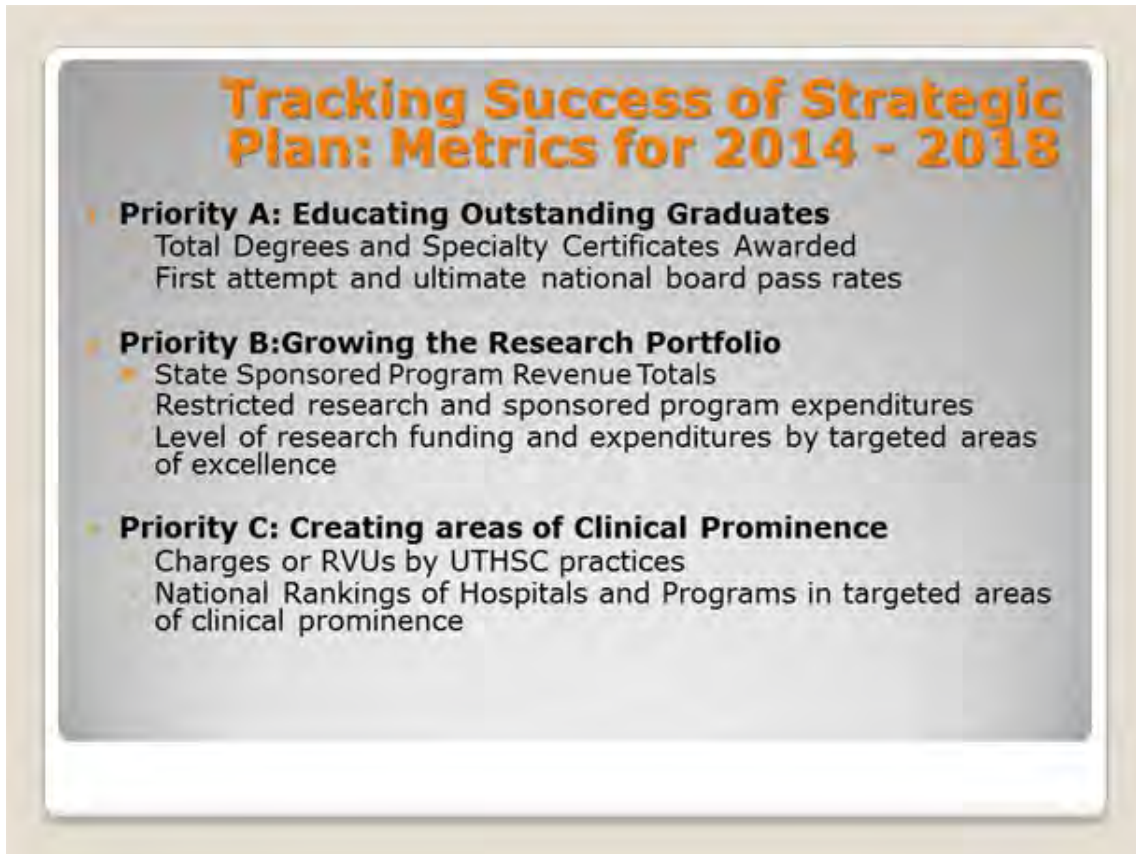 Tracking Success of Strategic
Plan: Metrics for 2014 - 2018
Priority A: Educating Outstanding Graduates
Total Degrees and Specialty Certificates Awarded
First attempt and ultimate national board pass rates
Priority B:Growing the Research Portfolio
State Sponsored Program Revenue Totals
Restricted research and sponsored program expenditures
Level of research funding and expenditures by targeted areas
of excellence
Priority C: Creating areas of Clinical Prominence
Charges or RVUs by UTHSC practices
National Rankings of Hospitals and Programs in targeted areas
of clinical prominence